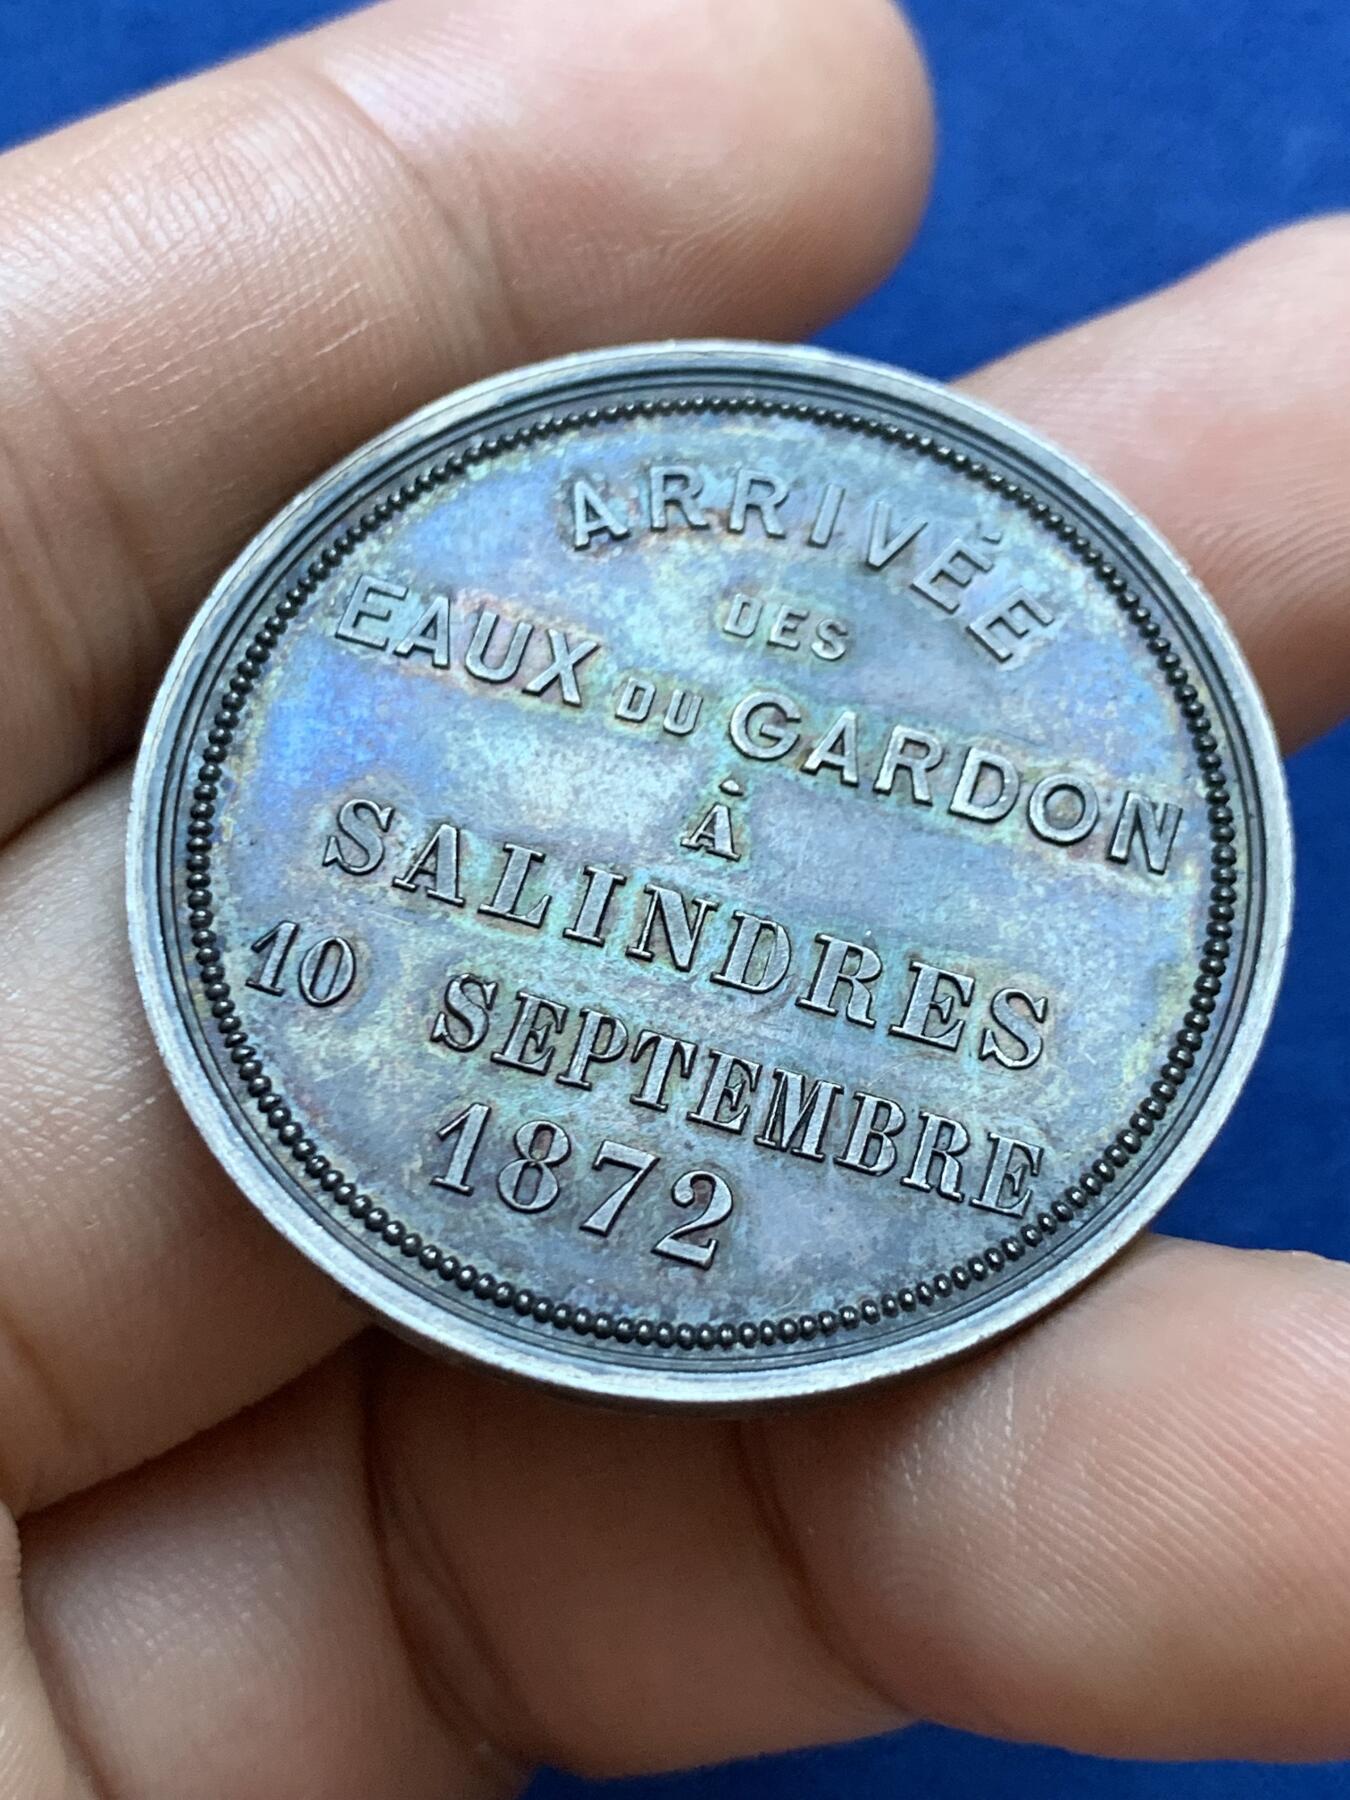 ARRIVÉE
DES
EAUX DU GARDON
À
SALINDRES
10 SEPTEMBRE
1872